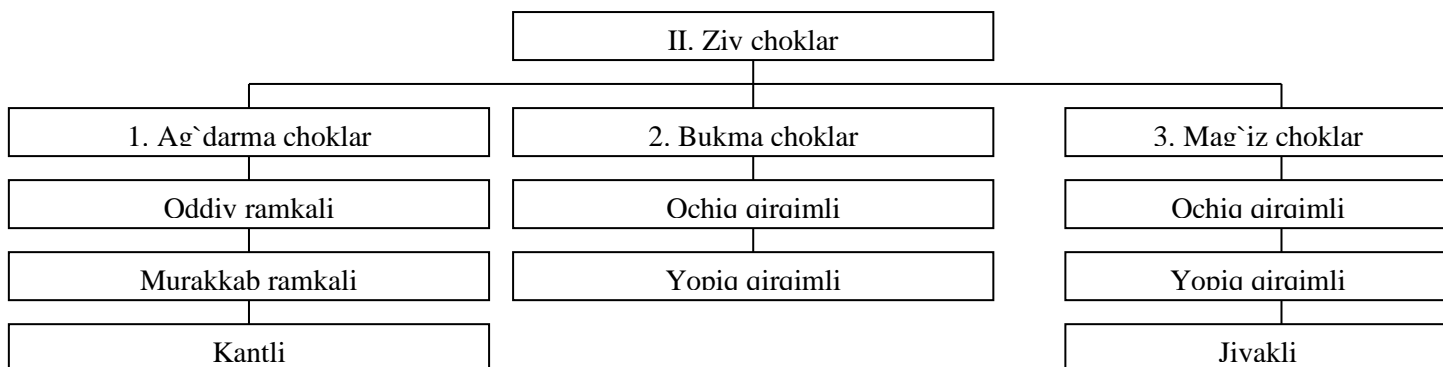 II. Ziy choklar
1. Ag`darma choklar
2. Bukma choklar
3. Mag`iz choklar
Oddiy ramkali
Ochiq qirqimli
Ochiq qirqimli
Murakkab ramkali
Yopiq qirqimli
Yopiq qirqimli
Kantli
Jiyakli